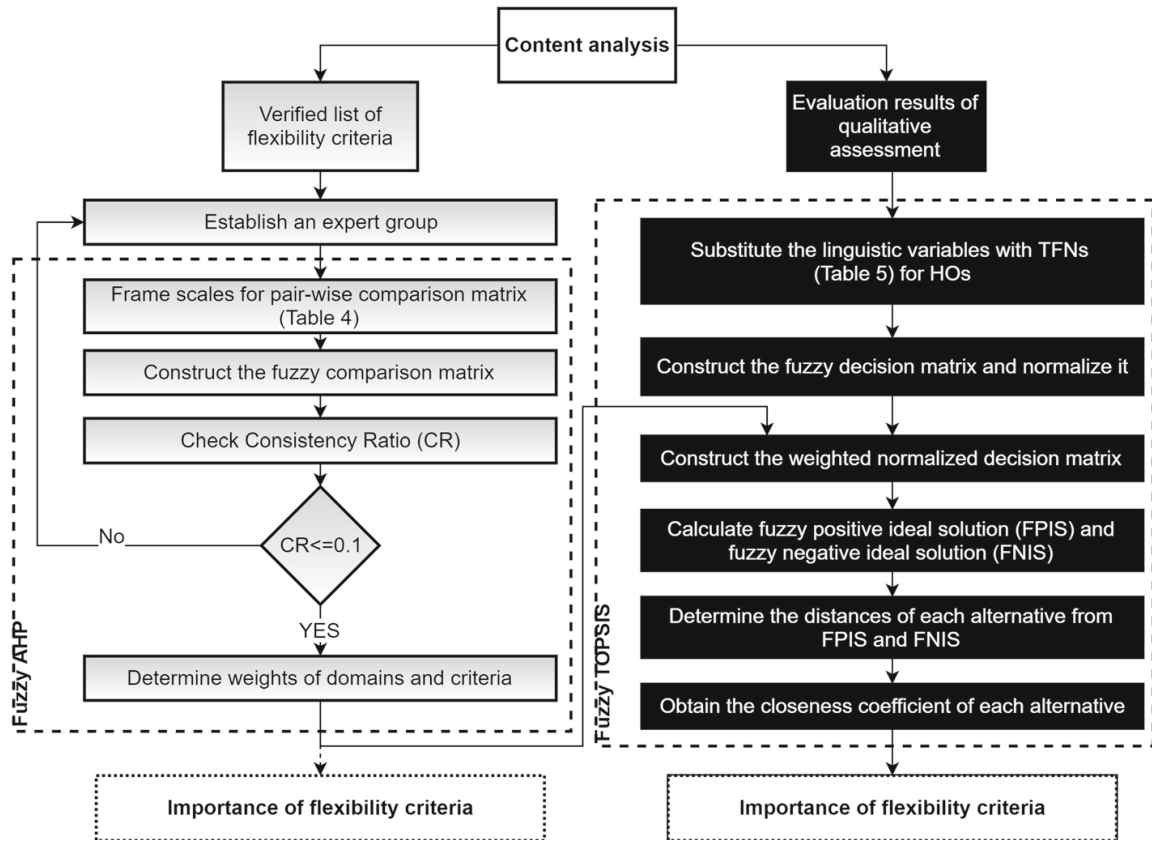 Content analysis
Verified list of
flexibility criteria
Establish an expert group
Frame scales for pair-wise comparison matrix
(Table 4)
Construct the fuzzy comparison matrix
Check Consistency Ratio (CR)
CR<=0.1
No
YES
Determine weights of domains and criteria
Fuzzy AHP
Importance of flexibility criteria
Evaluation results of
qualitative
assessment
Substitute the linguistic variables with TFNs
(Table 5) for HOs
Construct the fuzzy decision matrix and normalize it
Construct the weighted normalized decision matrix
Calculate fuzzy positive ideal solution (FPIS) and
fuzzy negative ideal solution (FNIS)
Determine the distances of each alternative from
FPIS and FNIS
Obtain the closeness coefficient of each alternative
Fuzzy TOPSIS
Importance of flexibility criteria